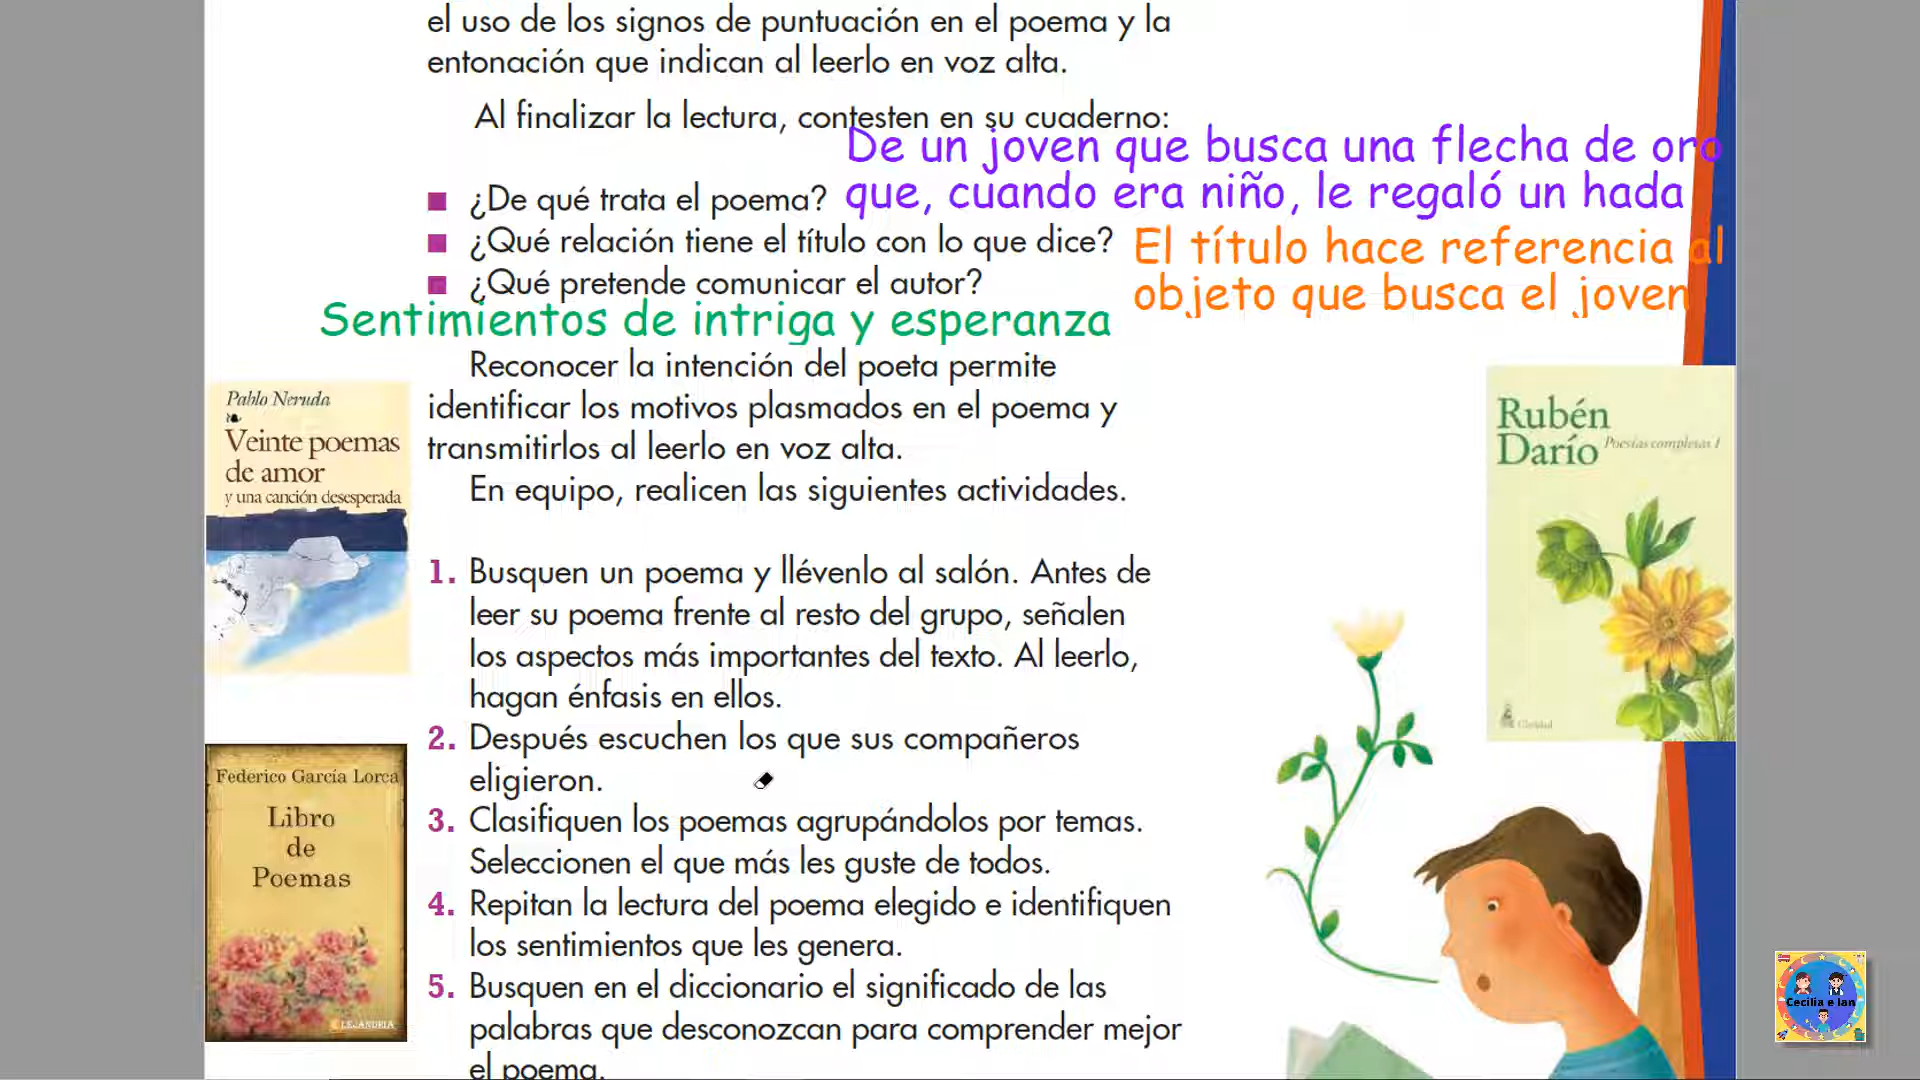 el uso de los signos de puntuación en el poema y la
entonación que indican al leerlo en voz alta.
Al finalizar la lectura, contesten en su cuaderno:
De un joven que busca una flecha de oro
que, cuando era niño, le regaló un hada
¿De qué trata el poema?
¿Qué relación tiene el título con lo que dice?
El título hace referencia al
objeto que busca el joven
¿Qué pretende comunicar el autor?
Sentimientos de intriga y esperanza
Reconocer la intención del poeta permite
identificar los motivos plasmados en el poema y
transmitirlos al leerlo en voz alta.
En equipo, realicen las siguientes actividades.
1. Busquen un poema y llévenlo al salón. Antes de
leer su poema frente al resto del grupo, señalen
los aspectos más importantes del texto. Al leerlo,
hagan énfasis en ellos.
2. Después escuchen los que sus compañeros
eligieron.
3. Clasifiquen los poemas agrupándolos por temas.
Seleccionen el que más les guste de todos.
4. Repitan la lectura del poema elegido e identifiquen
los sentimientos que les genera.
5. Busquen en el diccionario el significado de las
palabras que desconozcan para comprender mejor
el poema.
Pablo Neruda
Veinte poemas
de amor
y una canción desesperada
Federico García Lorca
Libro
de
Poemas
LEJANDRIA
Rubén
Darío
Poesías completas I
Claridad
Cecilia e Ian